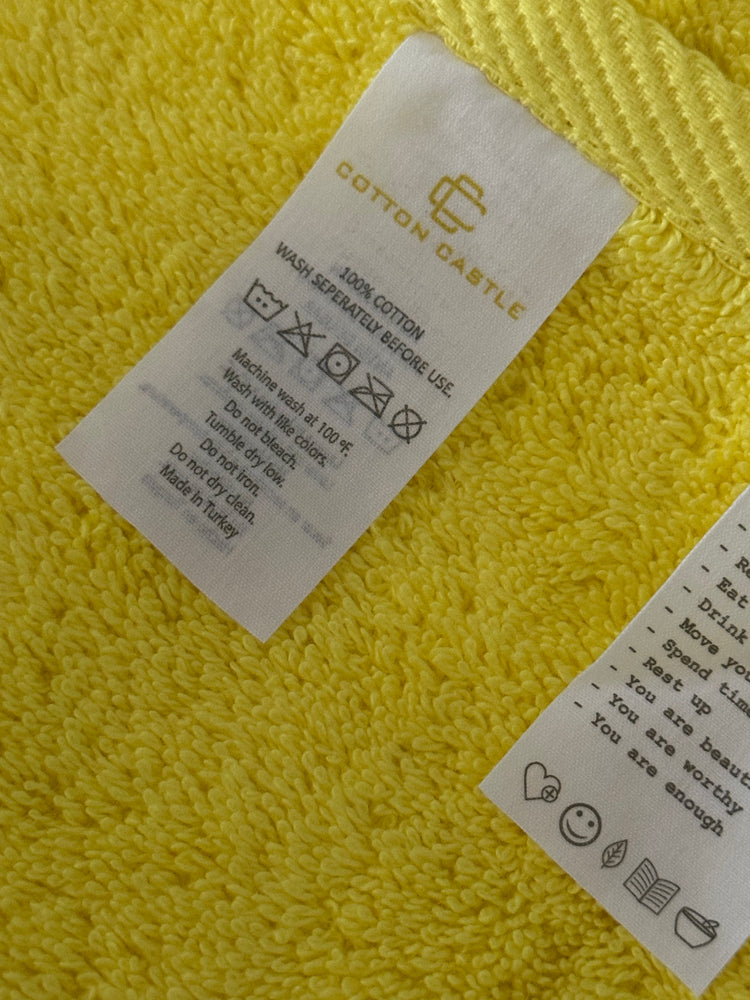 COTTON CASTLE
100% COTTON
WASH SEPERATELY BEFORE USE.
Machine wash at 100 ºF.
Wash with like colors.
Do not bleach.
Tumble dry low.
Do not iron.
Do not dry clean.
Made in Turkey
-
-
- Eat
- Drink
- Move
- Spend
- Rest up
- You are
- You are worthy
- You are enough